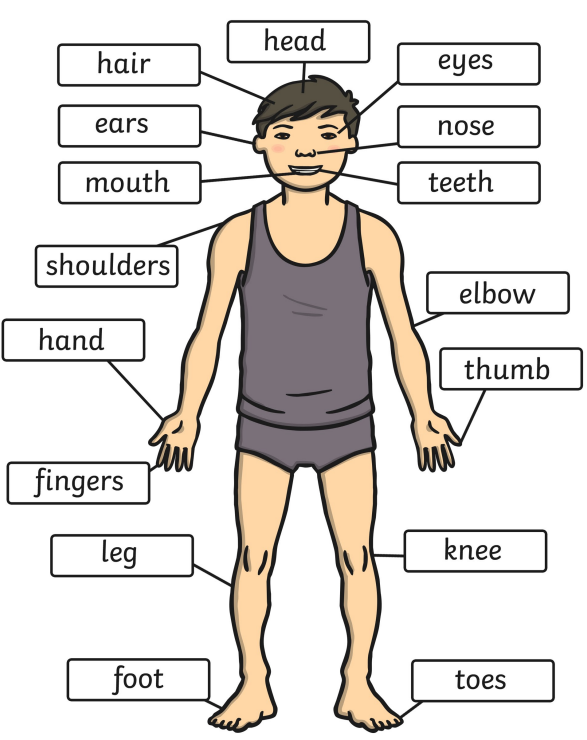 head
hair
eyes
ears
nose
mouth
teeth
shoulders
elbow
hand
thumb
fingers
leg
knee
foot
toes